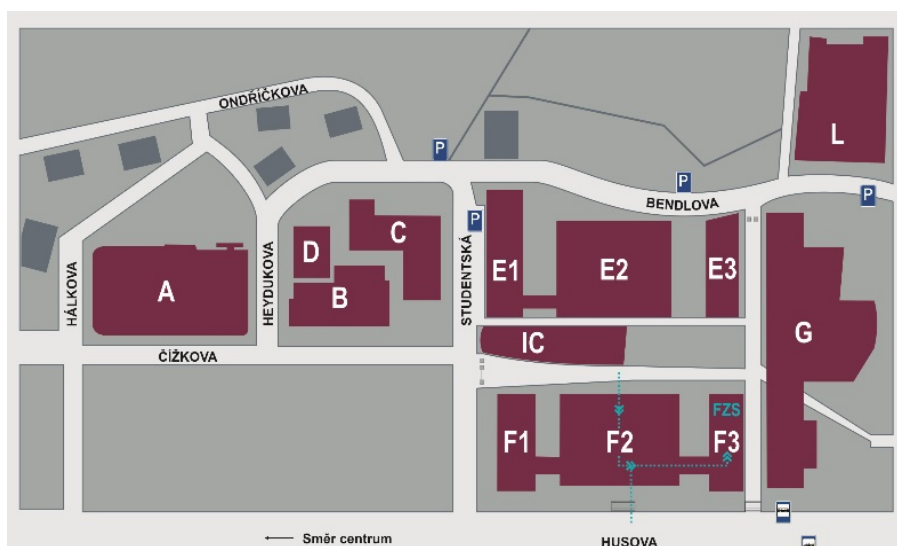 ONDŘÍČKOVA
L
P
P
BENDLOVA
P
P
C
D
A
B
HÁLKOVA
HEYDUKOVA
STUDENTSKÁ
E1
E2
E3
G
IC
ČÍŽKOVA
FZS
F1
F2
F3
← Směr centrum
HUSOVA